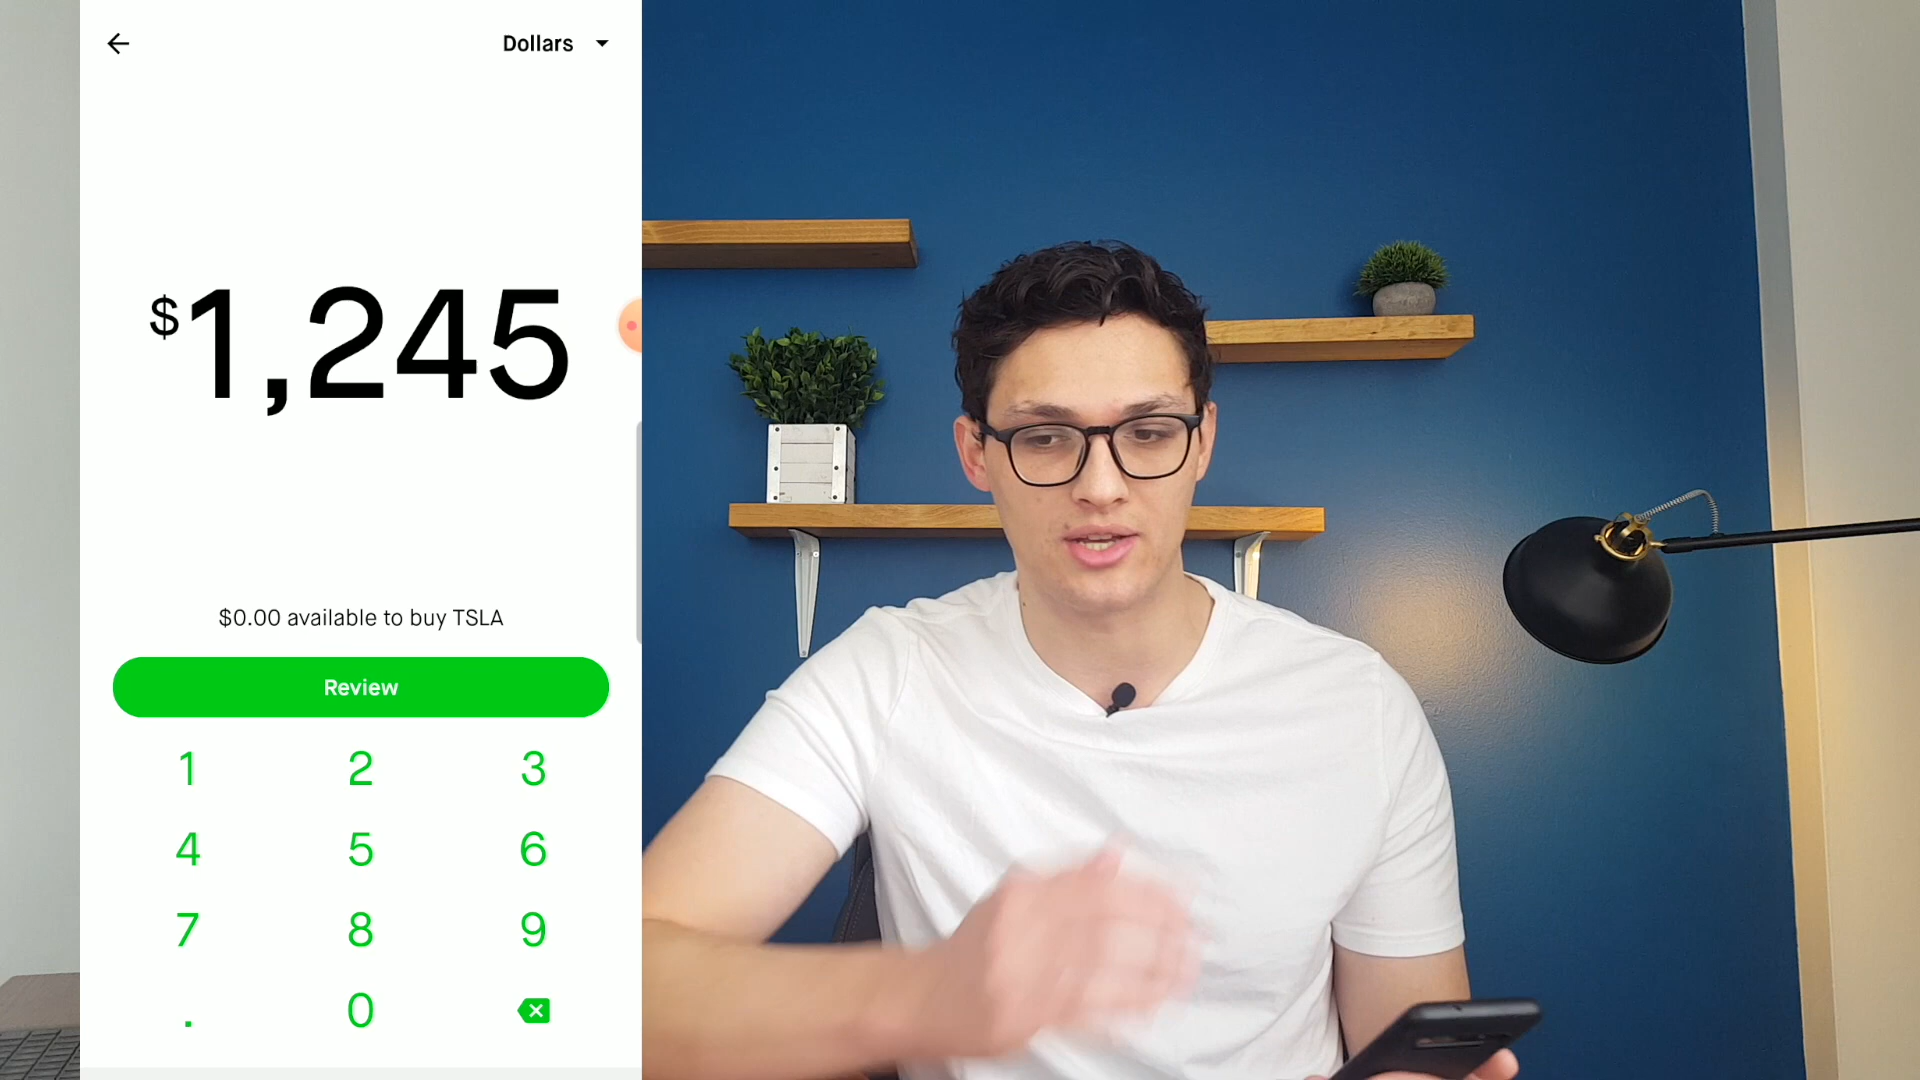 Dollars
$1,245
$0.00 available to buy TSLA
Review
1 2 3
4 5 6
7 8 9
. 0